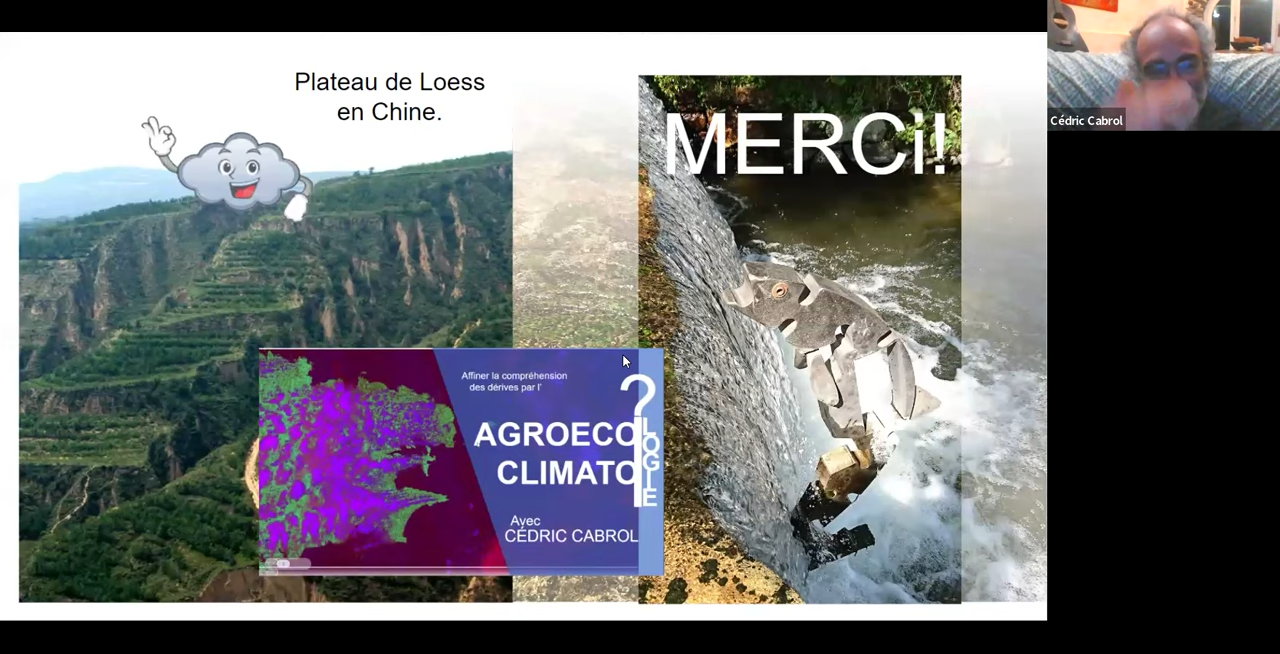 Plateau de Loess
en Chine.
MERCi!
Affiner la compréhension
des dérives par l'
?
AGROECO
CLIMATO
LOGIE
Avec
CÉDRIC CABROL
Cédric Cabrol